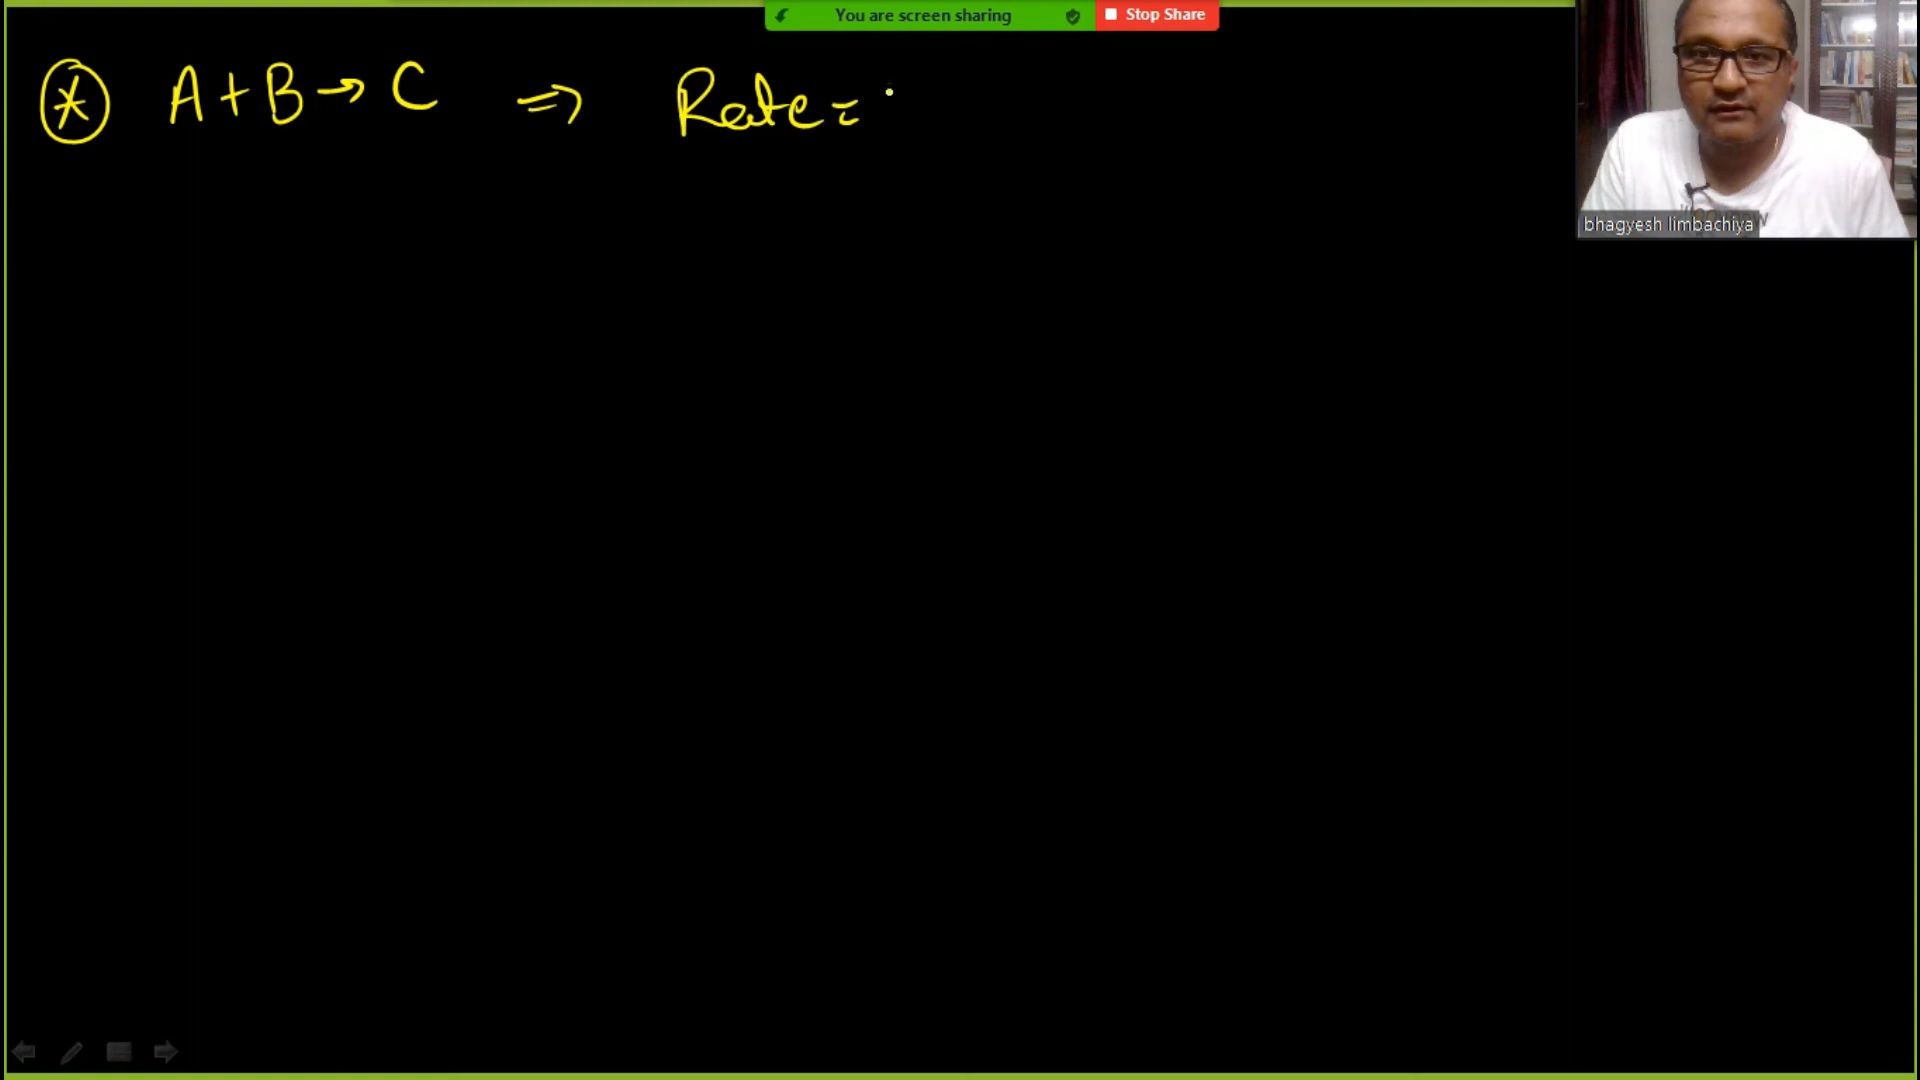 You are screen sharing Stop Share
* A + B → C ⇒ Rate =
bhagyesh limbachiya